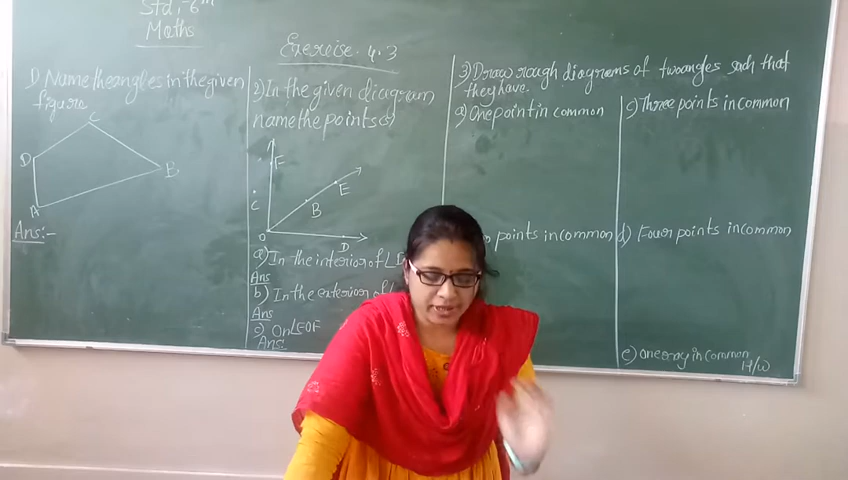 Std:-6th
Maths
Exercise. 4.3
1) Name the angles in the given
figure
C
D
B
A
Ans:-
2) In the given diagram
name the point(s)
F
E
C
B
O
D
a) In the interior of ∠D
Ans
b) In the exterior of ∠
Ans
c) On ∠EOF
Ans:
3) Draw rough diagrams of two angles such that
they have.
a) One point in common
points in common
c) Three points in common
d) Four points in common
e) one ray in common
H/W